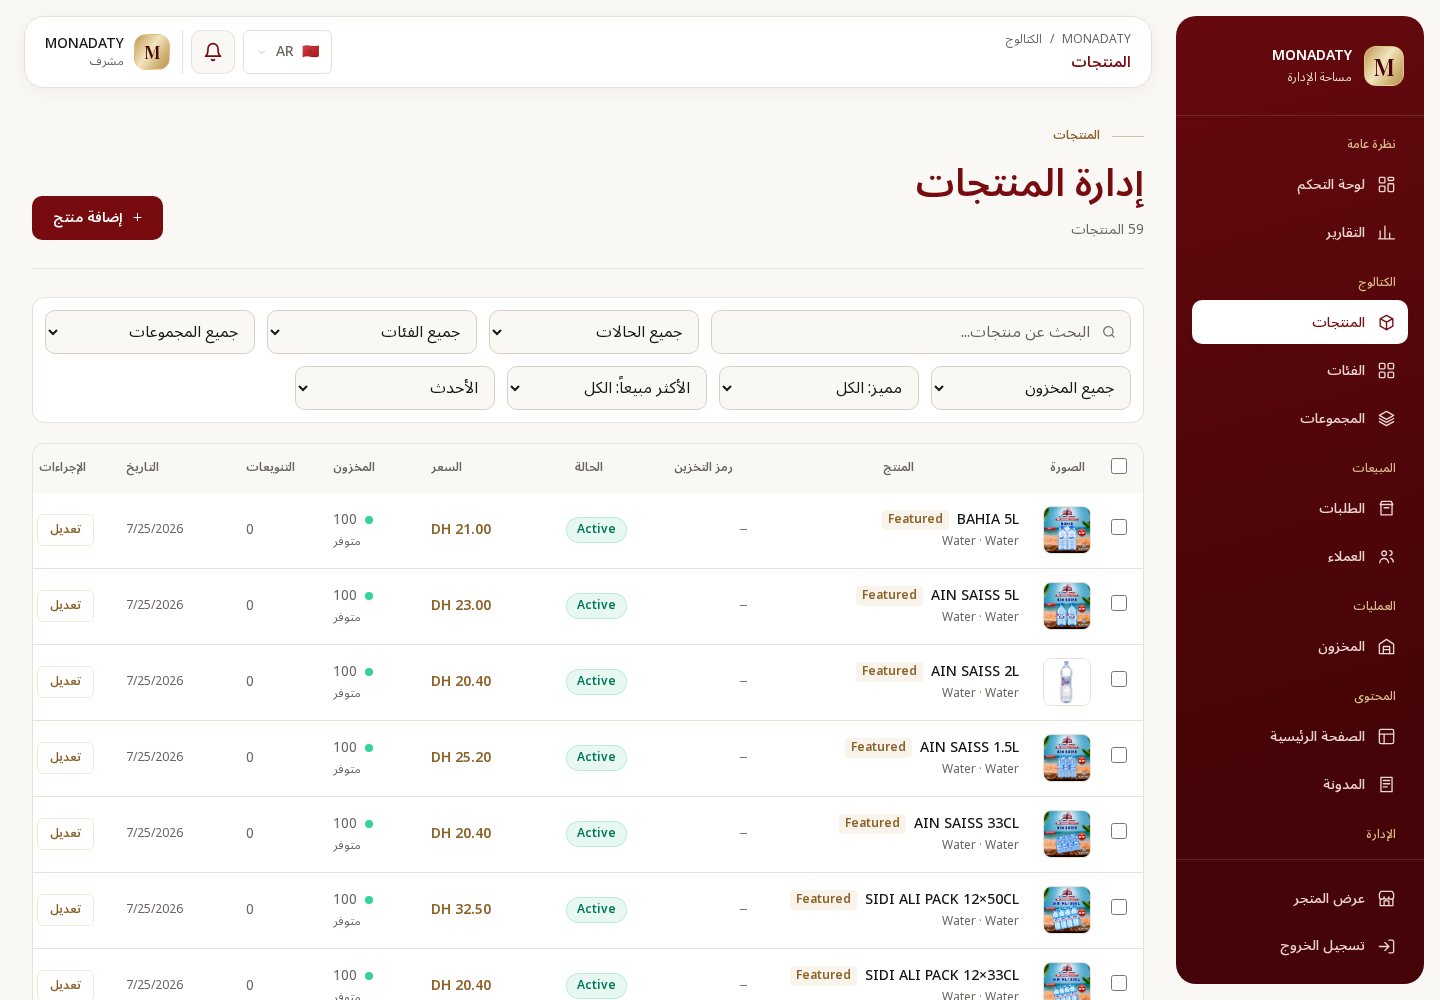 MONADATY
مساحة الإدارة
نظرة عامة
لوحة التحكم
التقارير
الكتالوج
المنتجات
الفئات
المجموعات
المبيعات
الطلبات
العملاء
العمليات
المخزون
المحتوى
الصفحة الرئيسية
المدونة
الإدارة
عرض المتجر
تسجيل الخروج
MONADATY / الكتالوج
المنتجات
AR
MONADATY
مشرف
المنتجات
إدارة المنتجات
59 المنتجات
+ إضافة منتج
البحث عن منتجات...
جميع الحالات
جميع الفئات
جميع المجموعات
جميع المخزون
مميز: الكل
الأكثر مبيعاً: الكل
الأحدث
الصورة المنتج رمز التخزين الحالة السعر المخزون التنويعات التاريخ الإجراءات
BAHIA 5L Featured – Active DH 21.00 100 0 7/25/2026 تعديل
Water · Water متوفر
AIN SAISS 5L Featured – Active DH 23.00 100 0 7/25/2026 تعديل
Water · Water متوفر
AIN SAISS 2L Featured – Active DH 20.40 100 0 7/25/2026 تعديل
Water · Water متوفر
AIN SAISS 1.5L Featured – Active DH 25.20 100 0 7/25/2026 تعديل
Water · Water متوفر
AIN SAISS 33CL Featured – Active DH 20.40 100 0 7/25/2026 تعديل
Water · Water متوفر
SIDI ALI PACK 12×50CL Featured – Active DH 32.50 100 0 7/25/2026 تعديل
Water · Water متوفر
SIDI ALI PACK 12×33CL Featured – Active DH 20.40 100 0 7/25/2026 تعديل
Water · Water متوفر